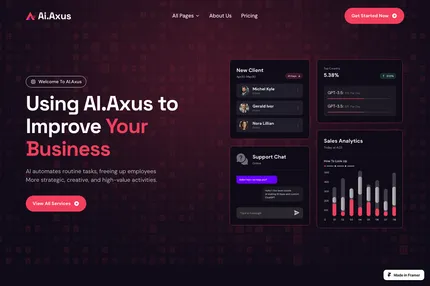 Ai.Axus
All Pages
About Us
Pricing
Get Started Now
Welcome To AI.Axus
Using AI.Axus to
Improve Your
Business
AI automates routine tasks, freeing up employees
More strategic, creative, and high-value activities.
View All Services
New Client
Michel Kyle
Gerald Ivor
Nora Lillian
Support Chat
5.38%
GPT-3.5
GPT-4.0
Sales Analytics
Made in Framer